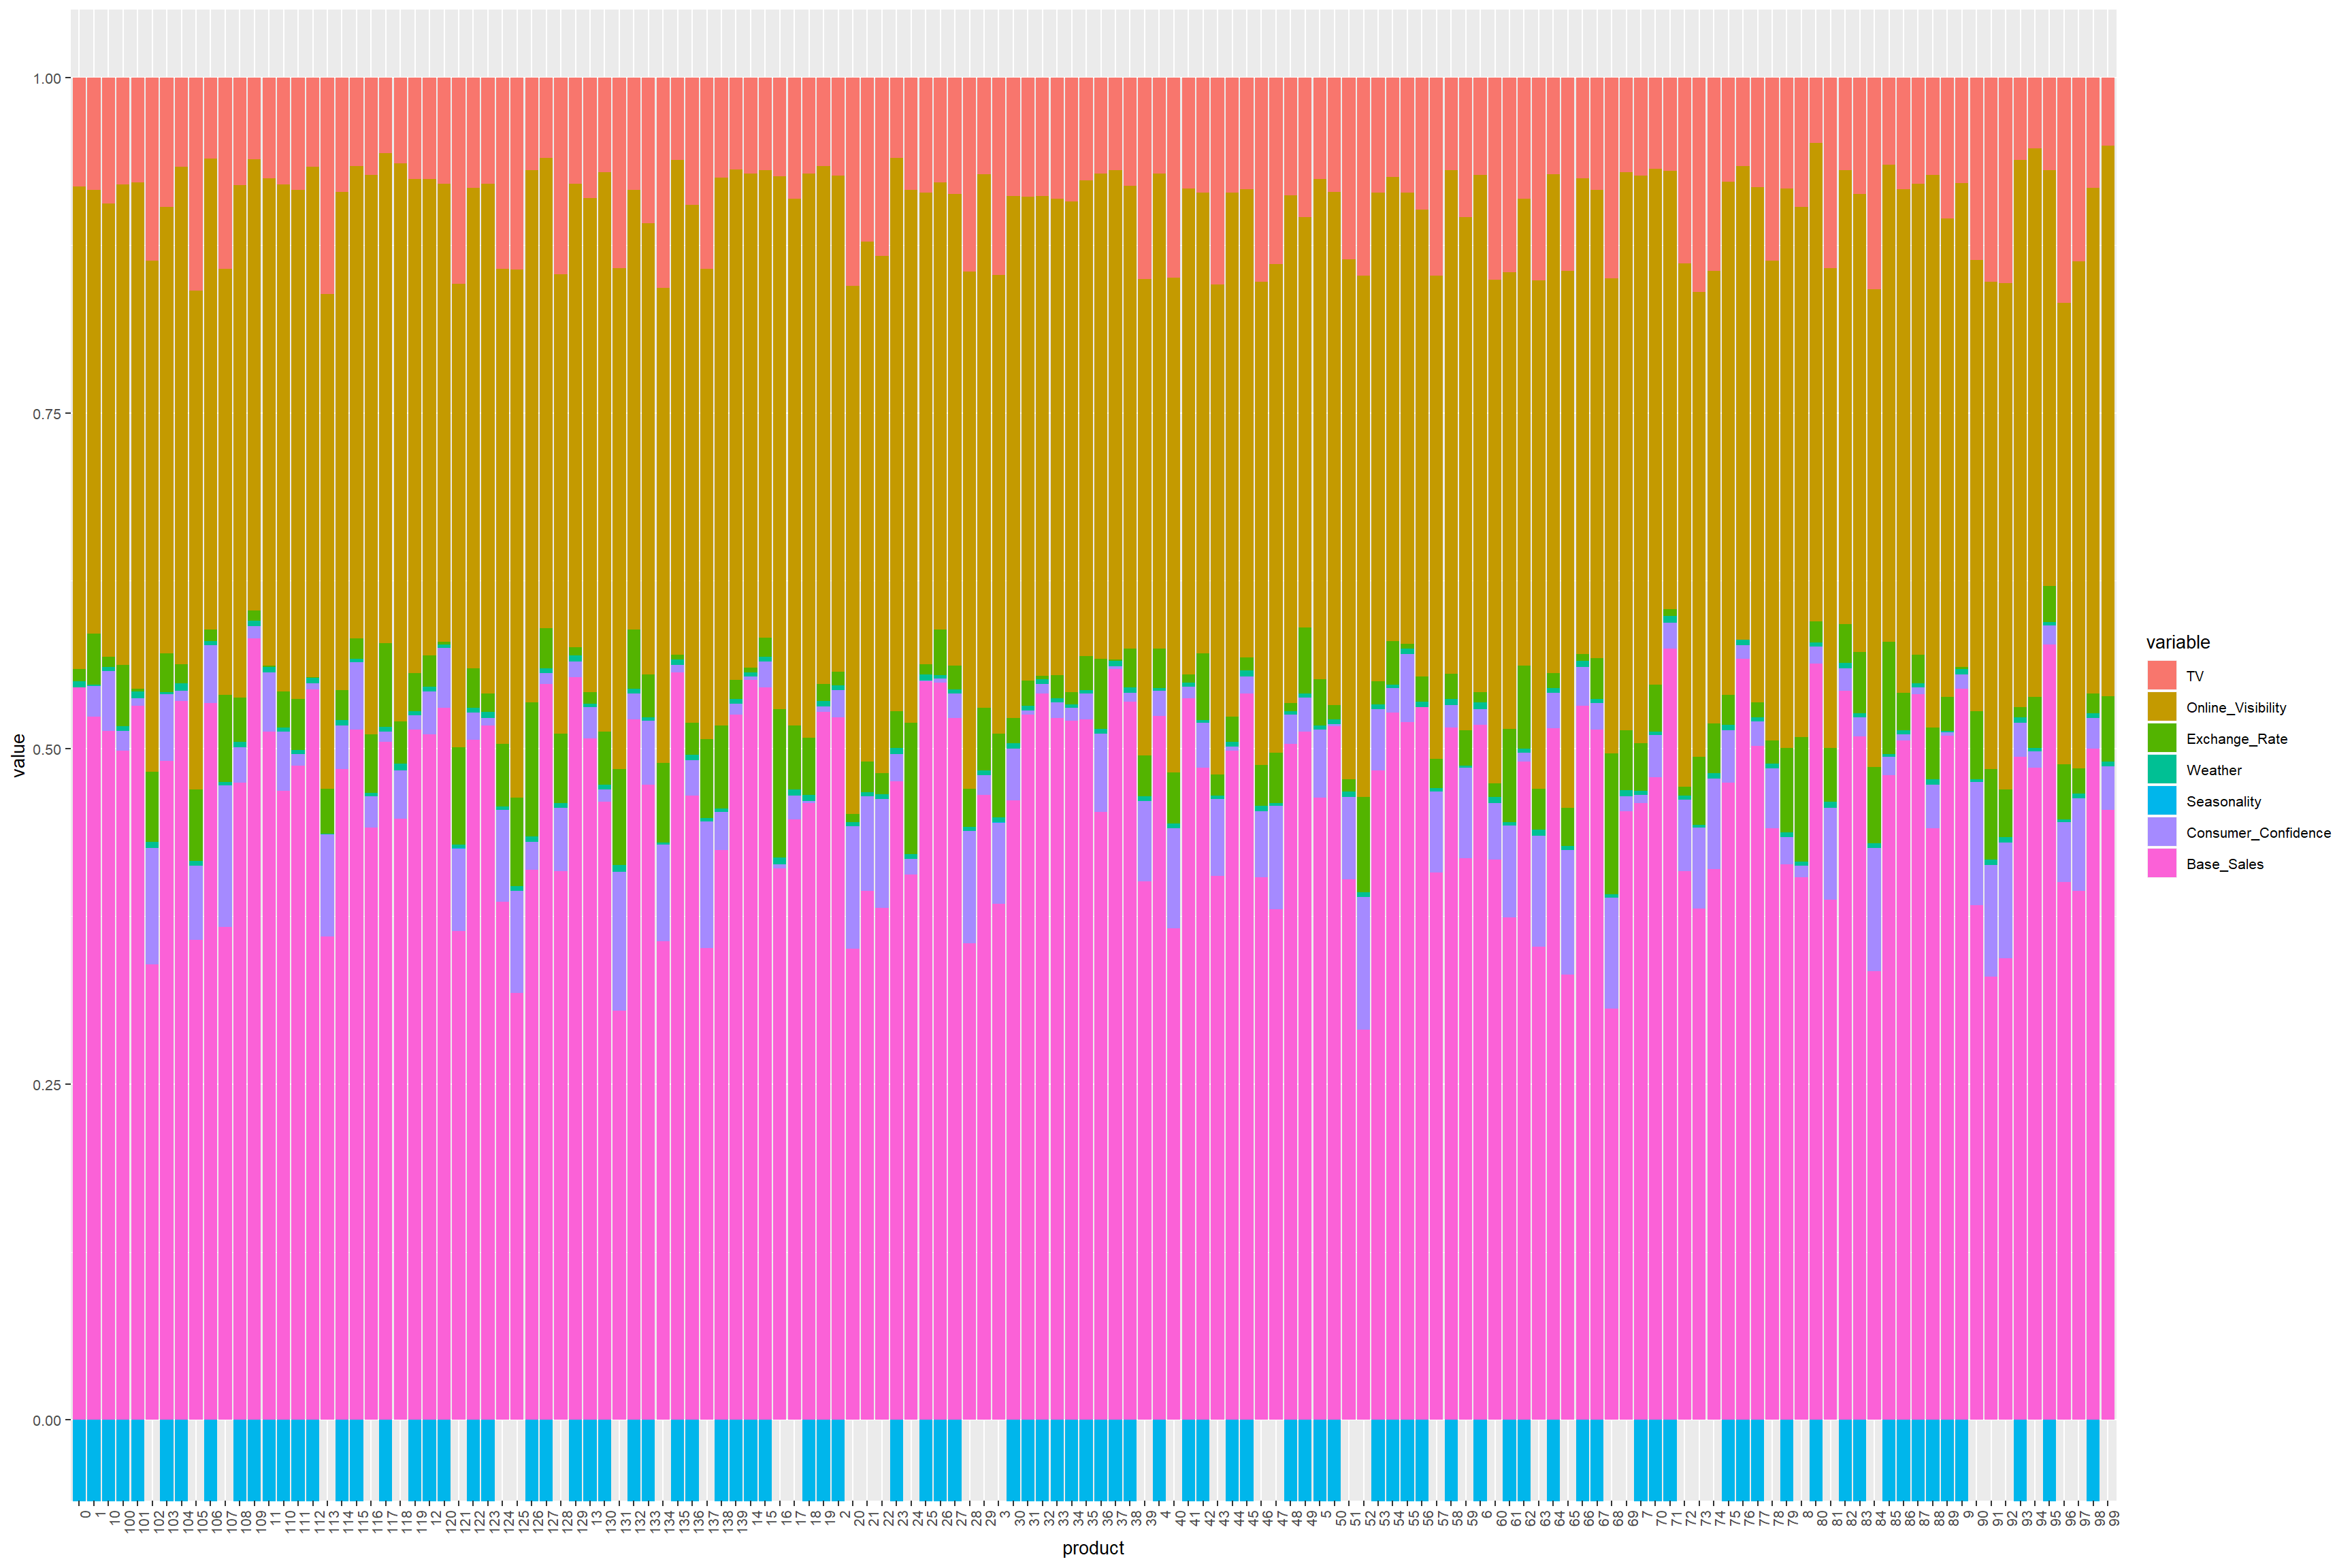 1.00
0.75
0.50
0.25
0.00
value
0 1 10 100 101 102 103 104 105 106 107 108 109 11 110 111 112 113 114 115 116 117 118 119 12 120 121 122 123 124 125 126 127 128 129 13 130 131 132 133 134 135 136 137 138 139 14 15 16 17 18 19 2 20 21 22 23 24 25 26 27 28 29 3 30 31 32 33 34 35 36 37 38 39 4 40 41 42 43 44 45 46 47 48 49 5 50 51 52 53 54 55 56 57 58 59 6 60 61 62 63 64 65 66 67 68 69 7 70 71 72 73 74 75 76 77 78 79 8 80 81 82 83 84 85 86 87 88 89 9 90 91 92 93 94 95 96 97 98 99
product
variable
TV
Online_Visibility
Exchange_Rate
Weather
Seasonality
Consumer_Confidence
Base_Sales